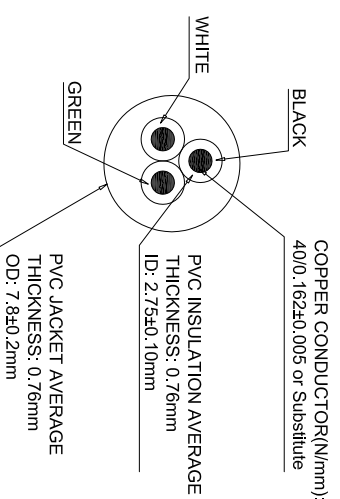 COPPER CONDUCTOR(N/mm):
40/0.162±0.005 or Substitute
BLACK
WHITE
GREEN
PVC INSULATION AVERAGE
THICKNESS: 0.76mm
ID: 2.75±0.10mm
PVC JACKET AVERAGE
THICKNESS: 0.76mm
OD: 7.8±0.2mm